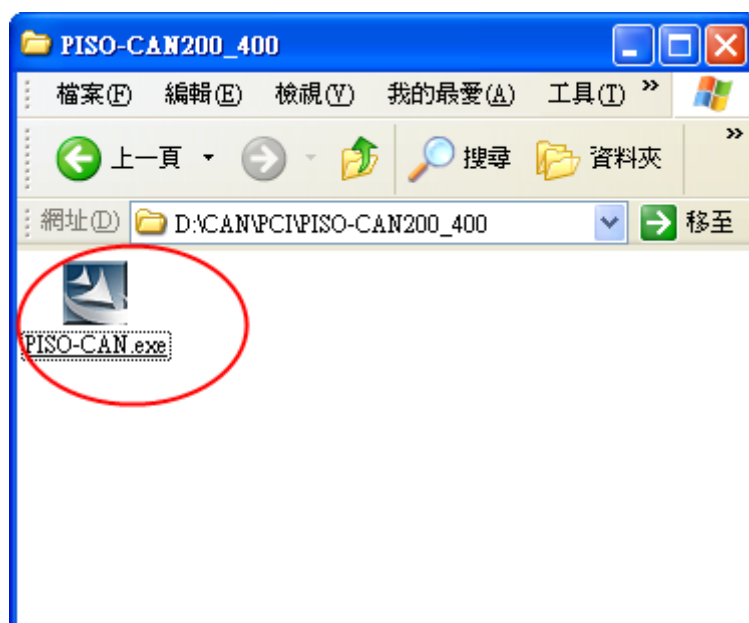 PISO-CAN200_400
檔案(F) 編輯(E) 檢視(V) 我的最愛(A) 工具(T) »
上一頁 搜尋 資料夾 »
網址(D) D:\CAN\PCI\PISO-CAN200_400 移至
PISO-CAN.exe